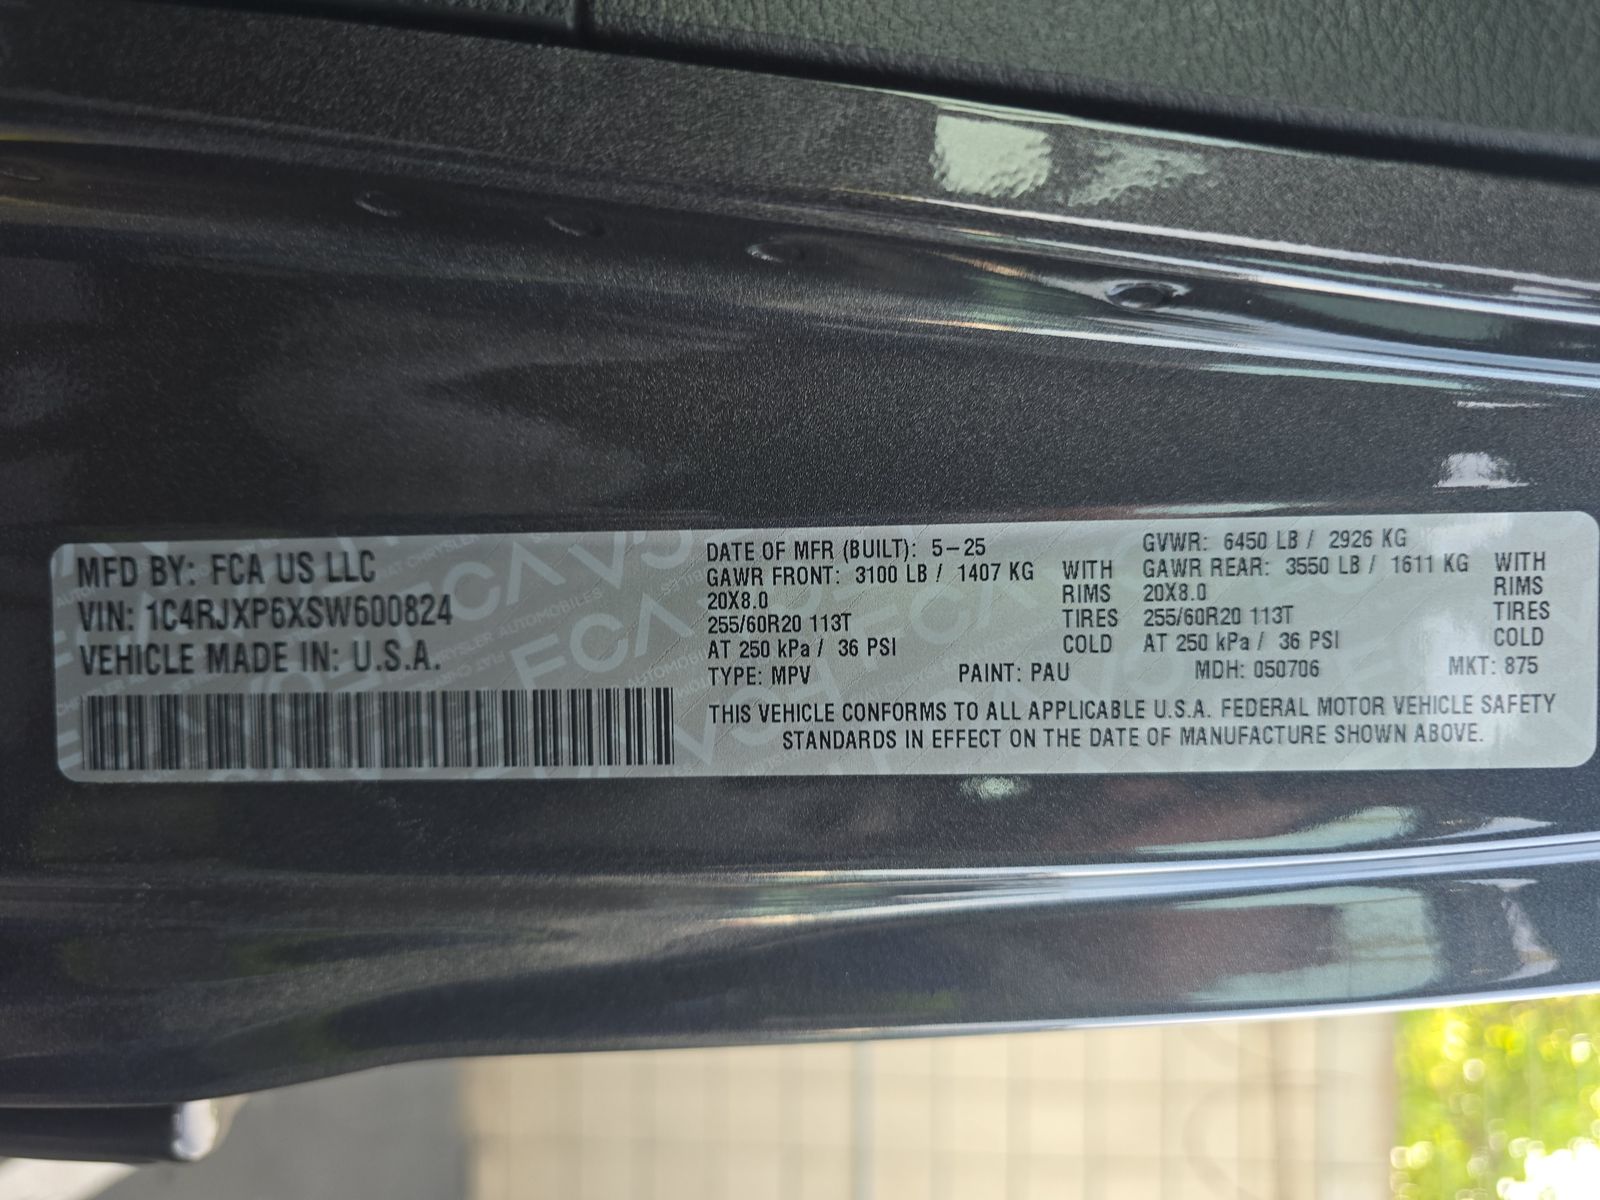 MFD BY: FCA US LLC
VIN: 1C4RJXP6XSW600824
VEHICLE MADE IN: U.S.A.
DATE OF MFR (BUILT): 5-25
GAWR FRONT: 3100 LB / 1407 KG WITH
20X8.0 RIMS
255/60R20 113T TIRES
AT 250 kPa / 36 PSI COLD
GVWR: 6450 LB / 2926 KG
GAWR REAR: 3550 LB / 1611 KG WITH
20X8.0 RIMS
255/60R20 113T TIRES
AT 250 kPa / 36 PSI COLD
TYPE: MPV PAINT: PAU MDH: 050706 MKT: 875
THIS VEHICLE CONFORMS TO ALL APPLICABLE U.S.A. FEDERAL MOTOR VEHICLE SAFETY
STANDARDS IN EFFECT ON THE DATE OF MANUFACTURE SHOWN ABOVE.